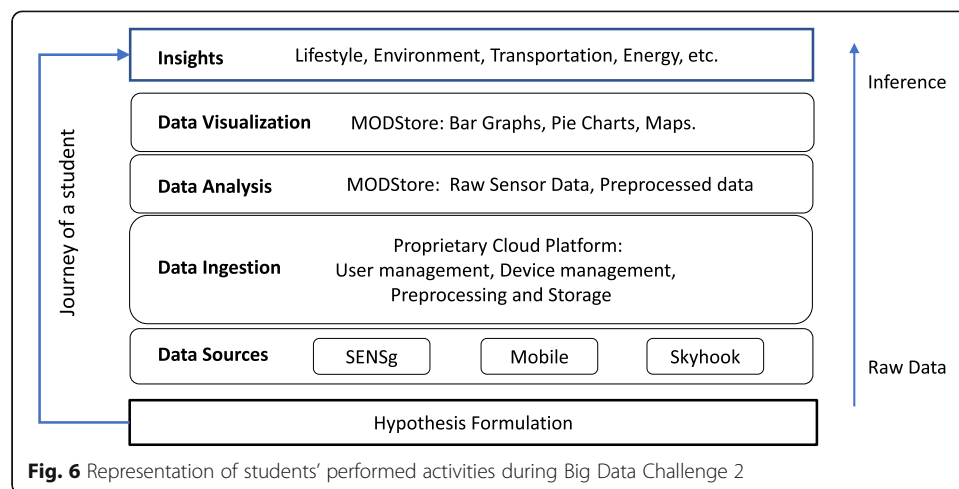 Insights Lifestyle, Environment, Transportation, Energy, etc.
Inference
Data Visualization MODStore: Bar Graphs, Pie Charts, Maps.
Data Analysis MODStore: Raw Sensor Data, Preprocessed data
Journey of a student
Data Ingestion Proprietary Cloud Platform:
User management, Device management,
Preprocessing and Storage
Data Sources SENSg Mobile Skyhook
Raw Data
Hypothesis Formulation
Fig. 6 Representation of students’ performed activities during Big Data Challenge 2